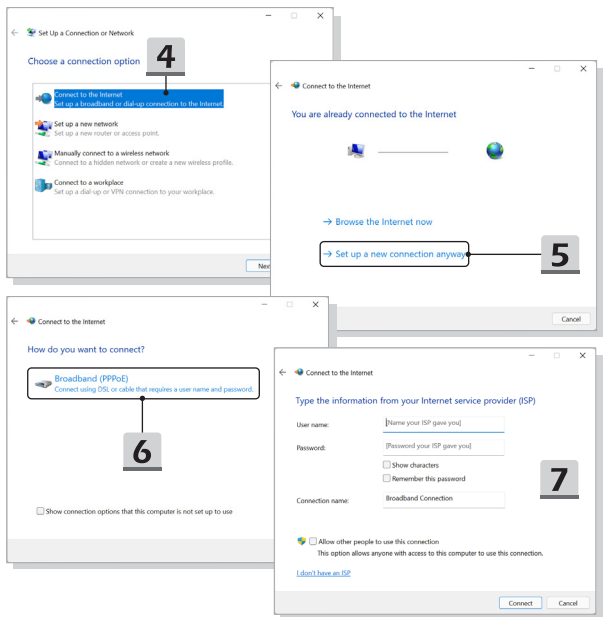 Set Up a Connection or Network
Choose a connection option
4
Connect to the Internet
Set up a broadband or dial-up connection to the Internet.
Set up a new network
Set up a new router or access point.
Manually connect to a wireless network
Connect to a hidden network or create a new wireless profile.
Connect to a workplace
Set up a dial-up or VPN connection to your workplace.
Connect to the Internet
You are already connected to the Internet
→ Browse the Internet now
→ Set up a new connection anyway
5
Cancel
Connect to the Internet
How do you want to connect?
Broadband (PPPoE)
Connect using DSL or cable that requires a user name and password.
6
Show connection options that this computer is not set up to use
Connect to the Internet
Type the information from your Internet service provider (ISP)
User name: [Name your ISP gave you]
Password: [Password your ISP gave you]
Show characters
Remember this password
7
Connection name: Broadband Connection
Allow other people to use this connection
This option allows anyone with access to this computer to use this connection.
I don't have an ISP
Connect Cancel